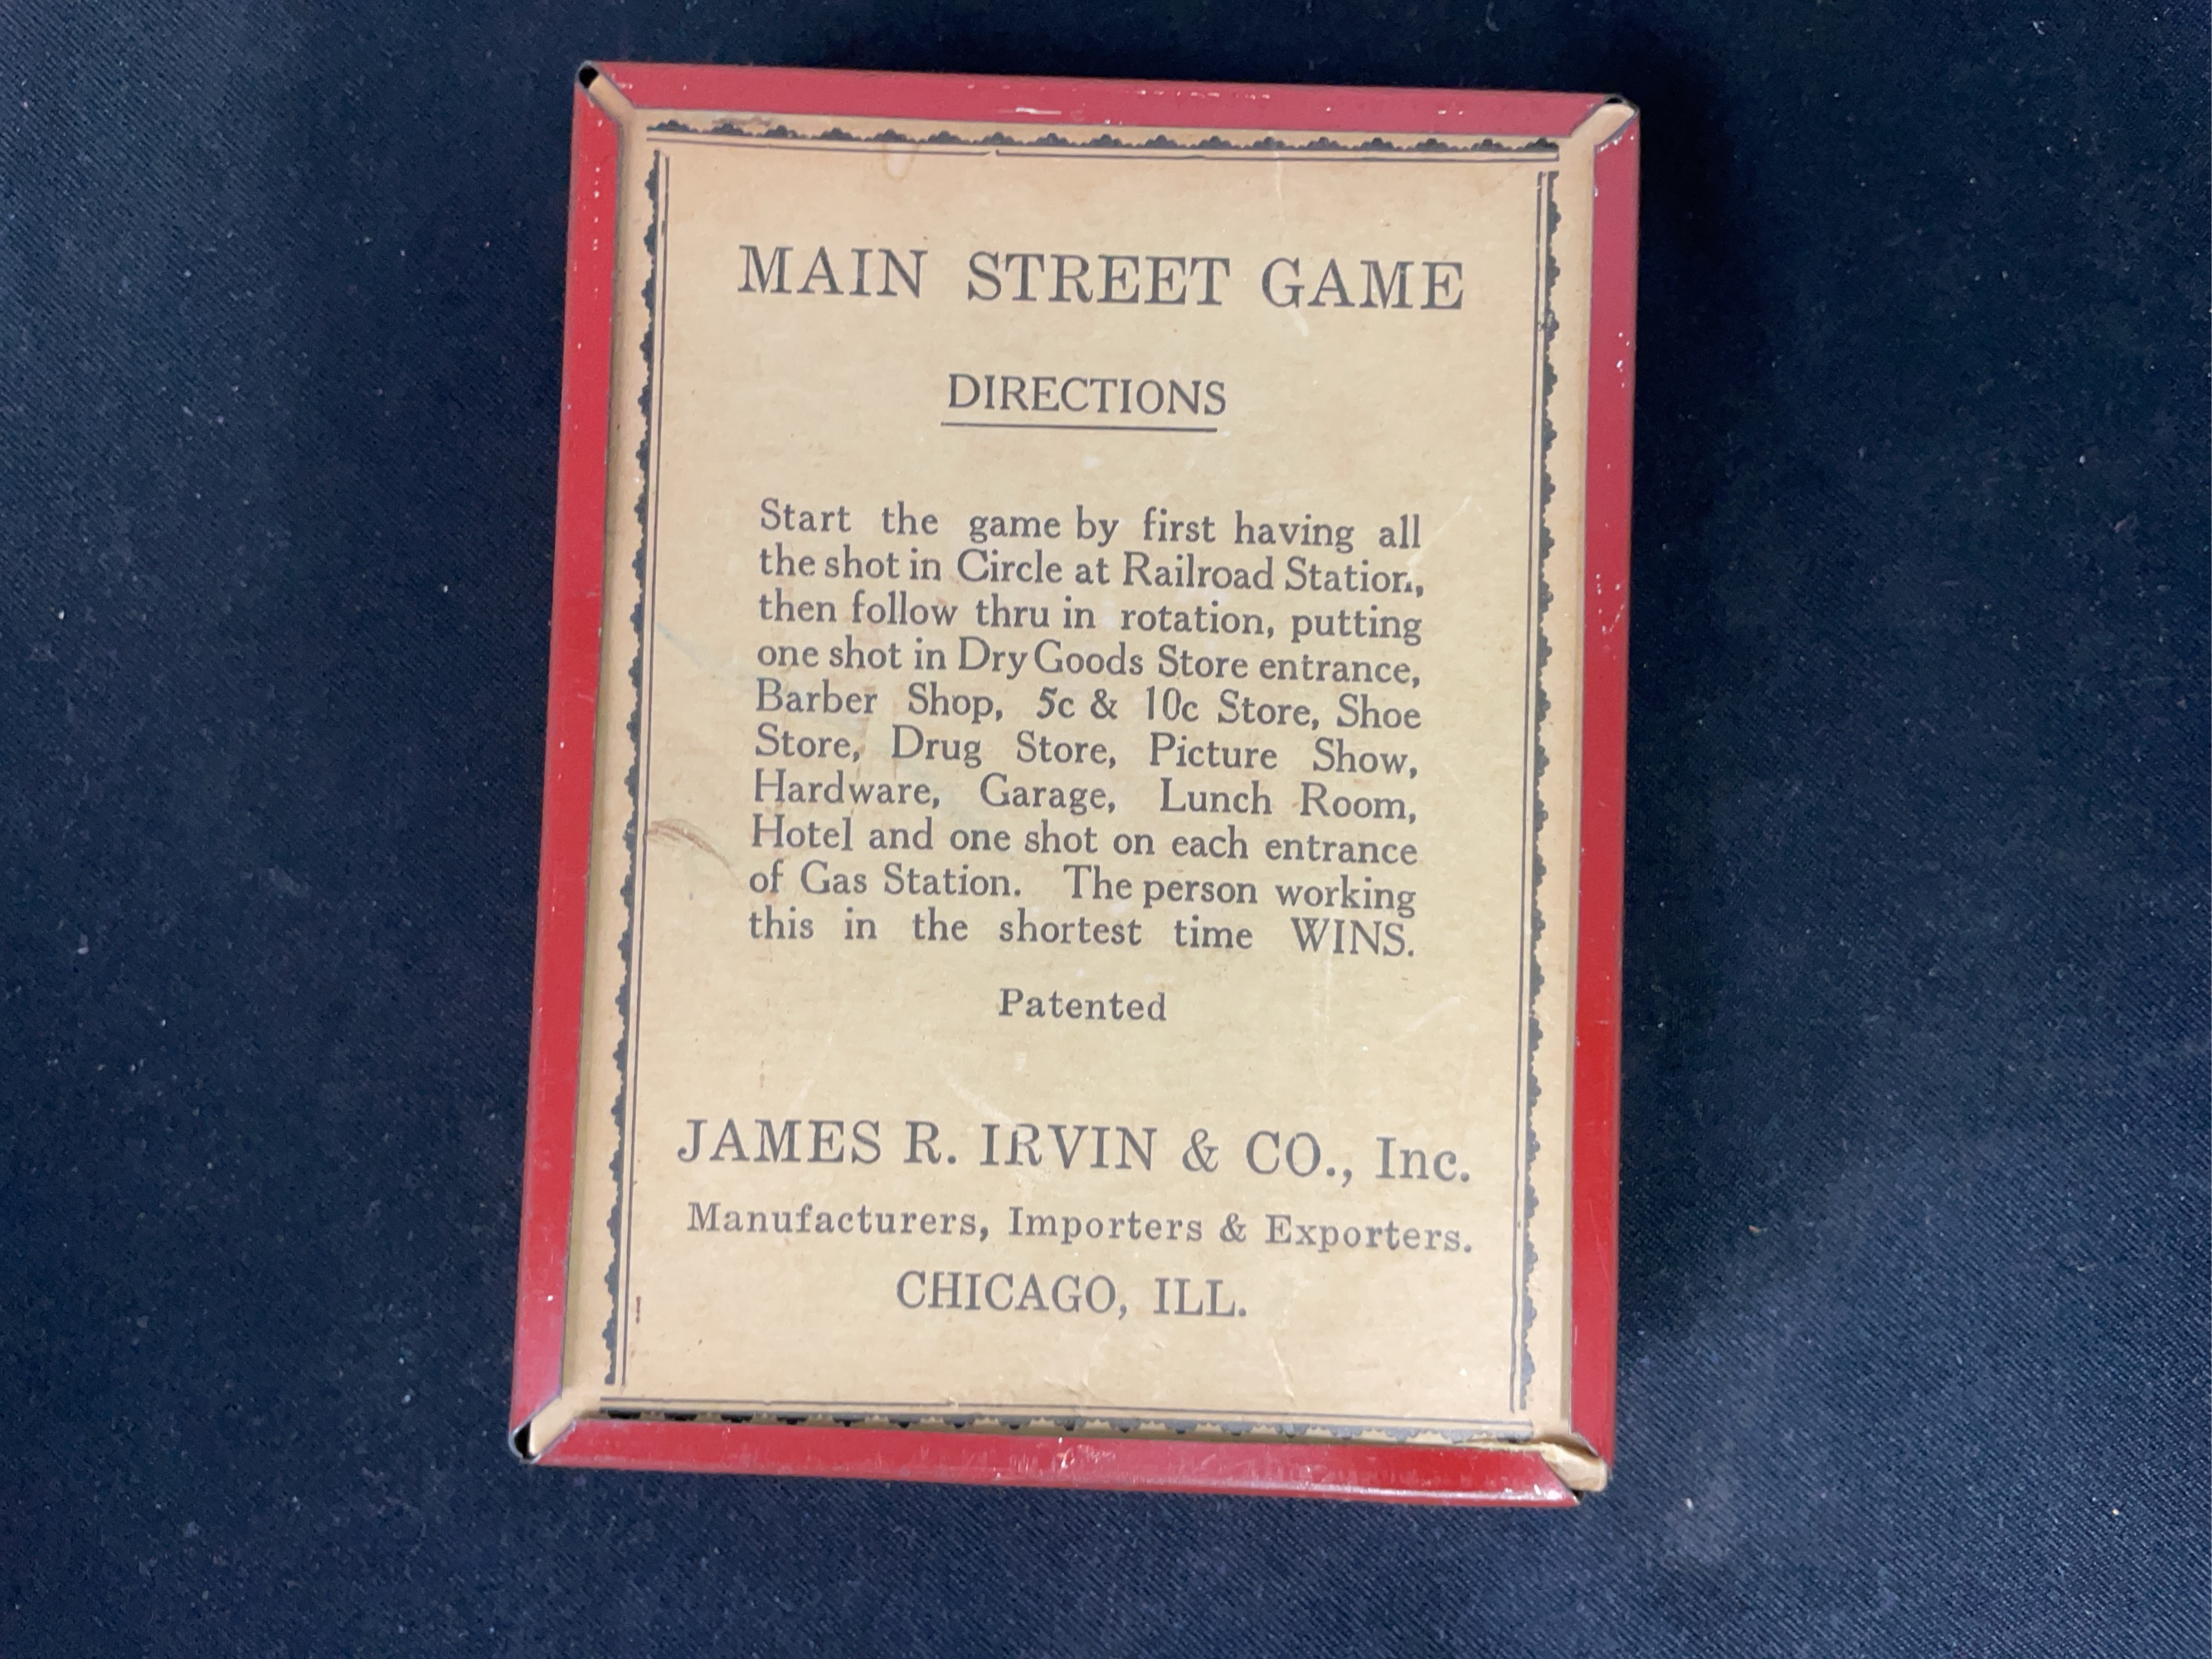 MAIN STREET GAME
DIRECTIONS
Start the game by first having all
the shot in Circle at Railroad Station,
then follow thru in rotation, putting
one shot in Dry Goods Store entrance,
Barber Shop, 5c & 10c Store, Shoe
Store, Drug Store, Picture Show,
Hardware, Garage, Lunch Room,
Hotel and one shot on each entrance
of Gas Station. The person working
this in the shortest time WINS.
Patented
JAMES R. IRVIN & CO., Inc.
Manufacturers, Importers & Exporters.
CHICAGO, ILL.